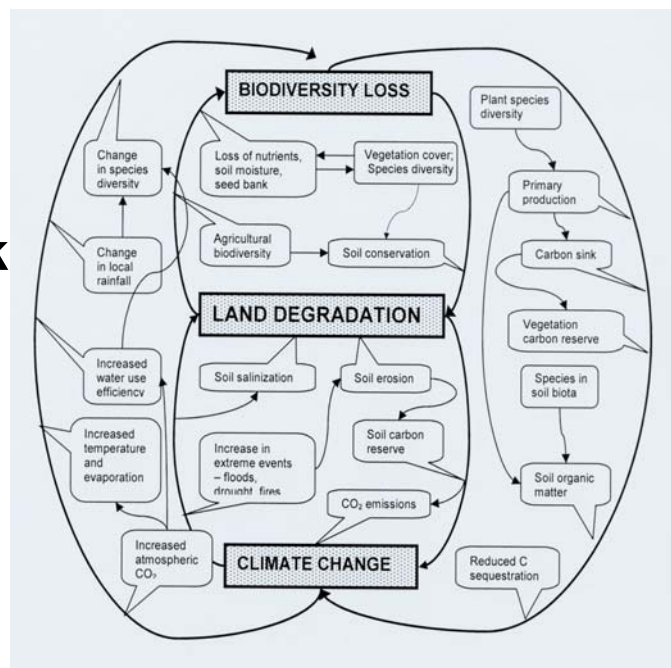 BIODIVERSITY LOSS
Plant species
diversity
Change
in species
diversity
Loss of nutrients,
soil moisture,
seed bank
Vegetation cover;
Species diversity
Primary
production
k
Agricultural
biodiversity
Soil conservation
Change
in local
rainfall
Carbon sink
LAND DEGRADATION
Vegetation
carbon reserve
Increased
water use
efficiency
Soil salinization
Soil erosion
Species in
soil biota
Increased
temperature
and
evaporation
Increase in
extreme events
– floods,
drought, fires
Soil carbon
reserve
Soil organic
matter
CO₂ emissions
Increased
atmospheric
CO₂
CLIMATE CHANGE
Reduced C
sequestration